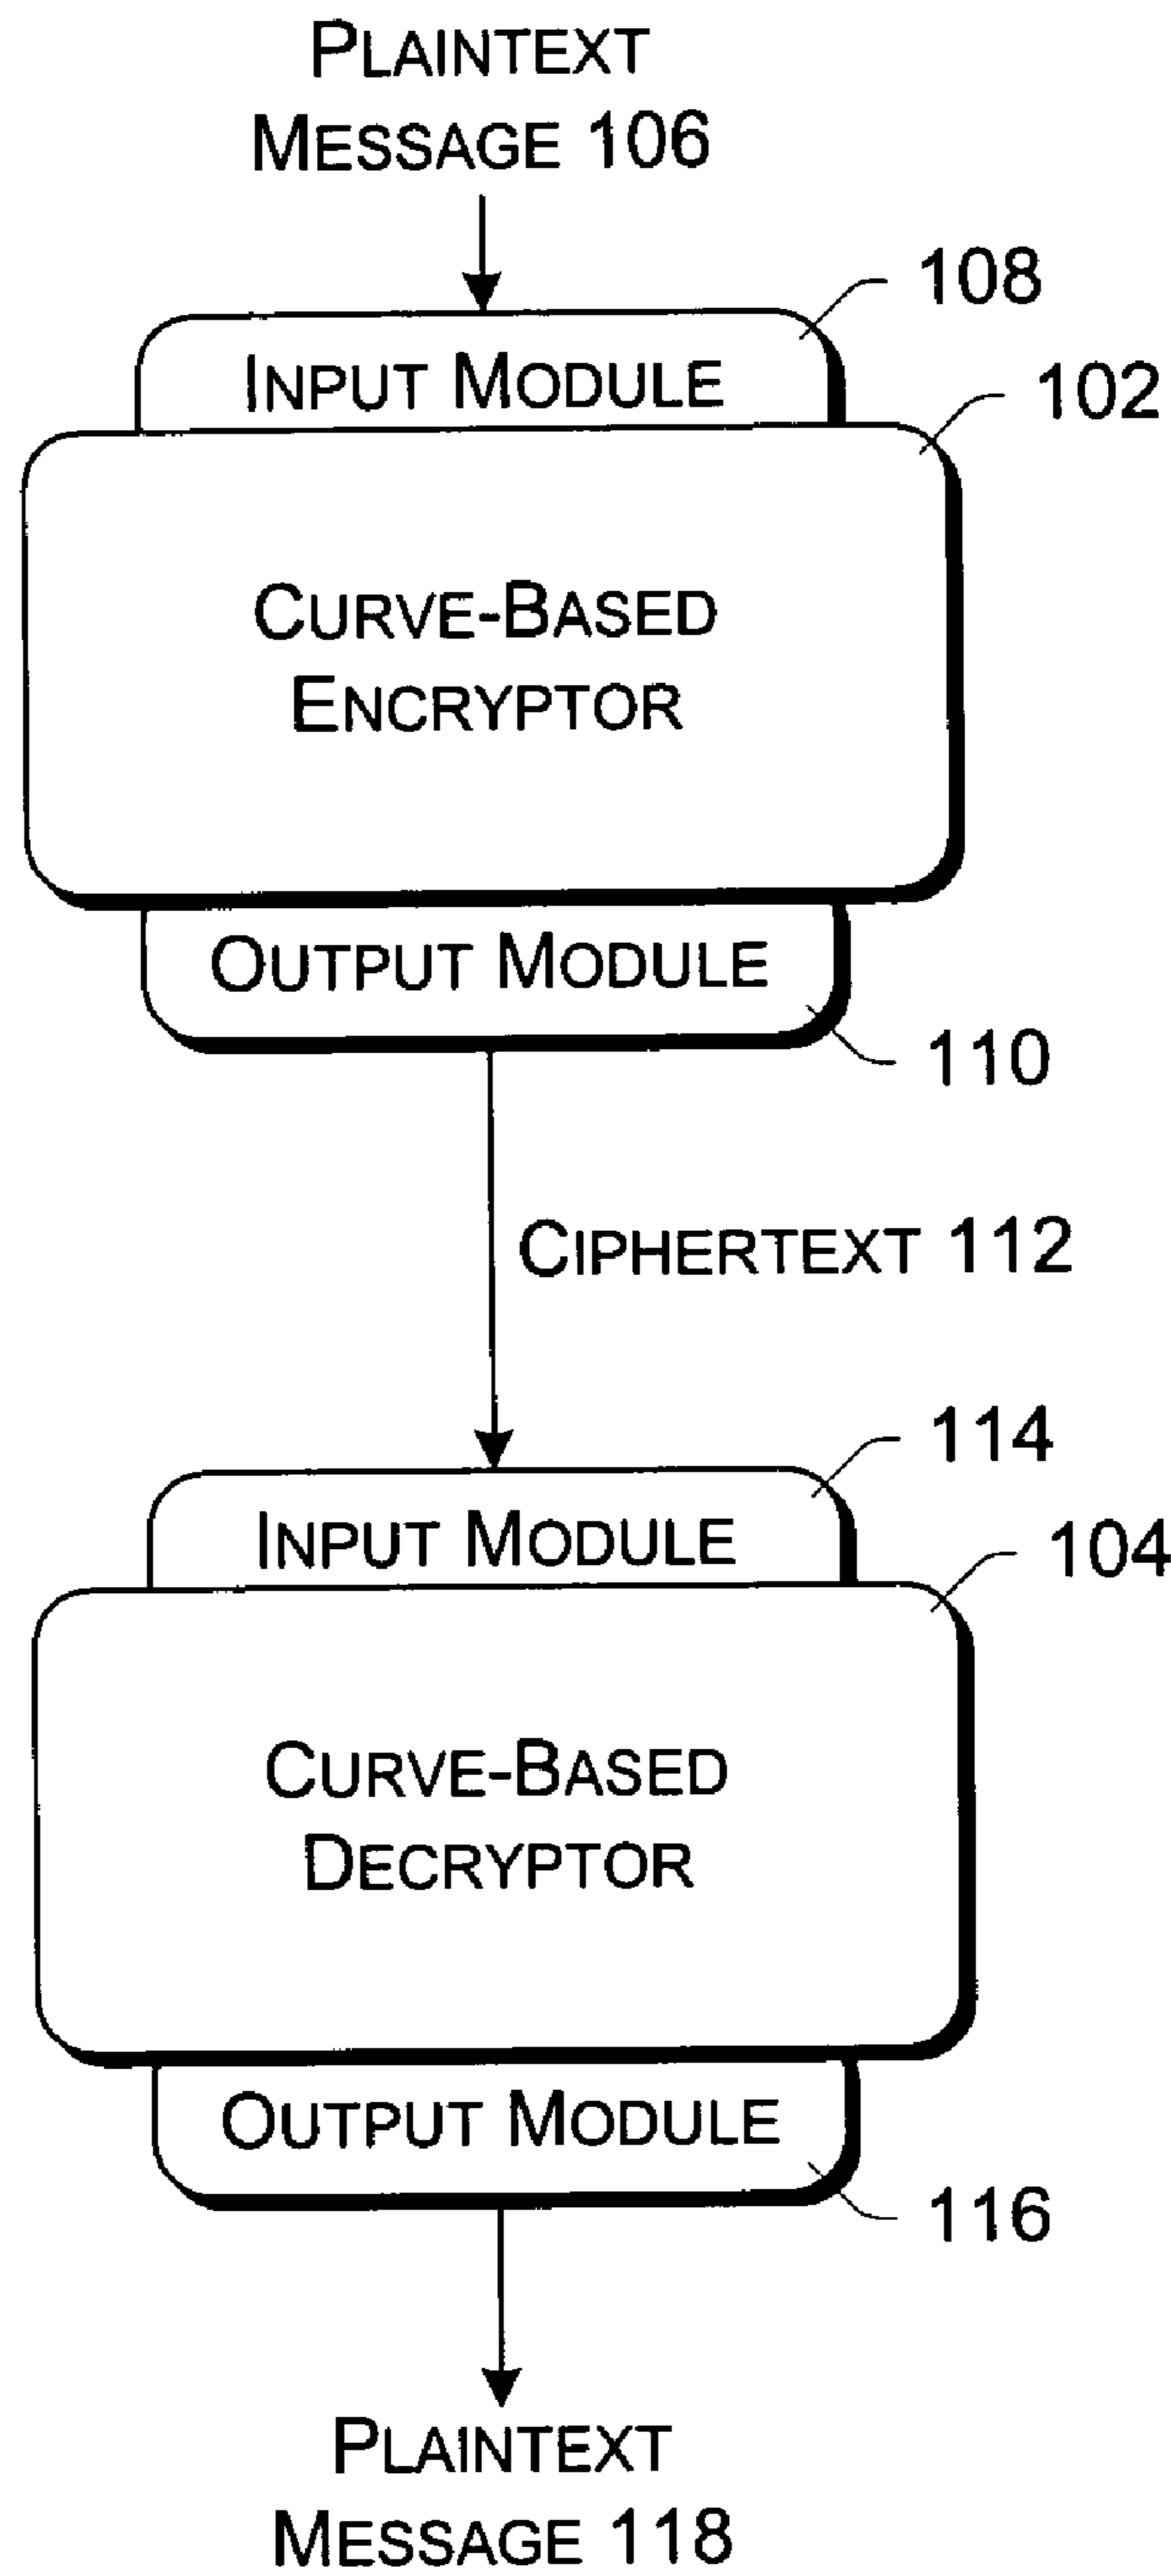 PLAINTEXT
MESSAGE 106
108
INPUT MODULE
102
CURVE-BASED
ENCRYPTOR
OUTPUT MODULE
110
CIPHERTEXT 112
114
INPUT MODULE
104
CURVE-BASED
DECRYPTOR
OUTPUT MODULE
116
PLAINTEXT
MESSAGE 118